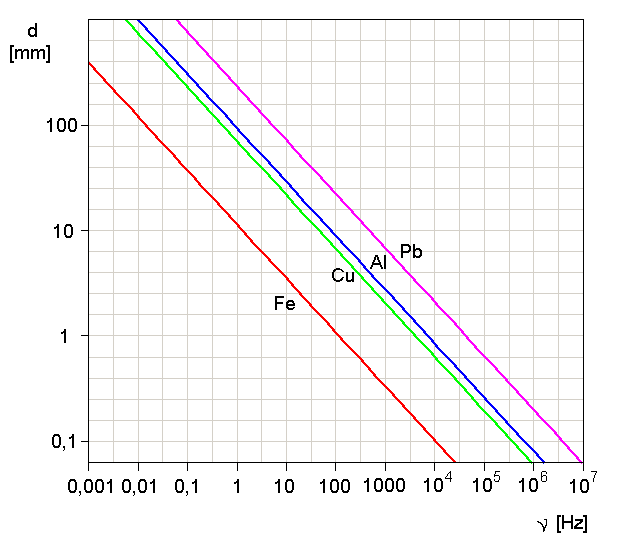 d
[mm]
100
10
1
0,1
Pb
Al
Cu
Fe
0,001 0,01 0,1 1 10 100 1000 10⁴ 10⁵ 10⁶ 10⁷
ν [Hz]